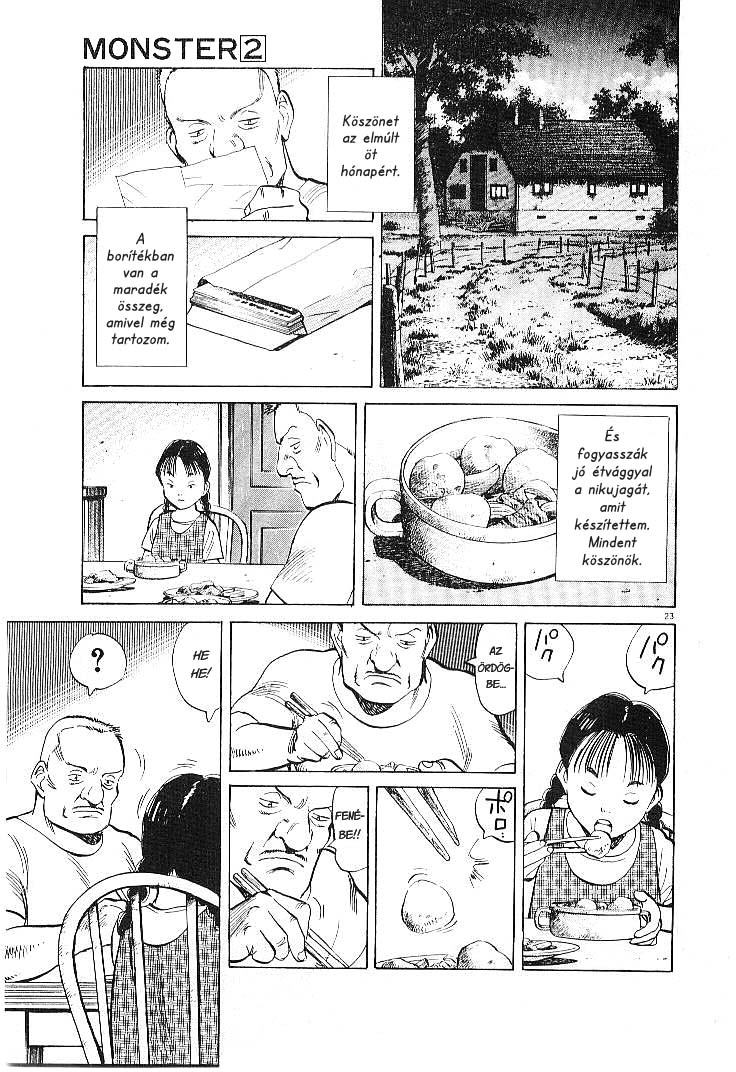 MONSTER 2
Köszönet
az elmúlt
öt
hónapért.
A
borítékban
van a
maradék
összeg,
amivel még
tartozom.
És
fogyasszák
jó étvággyal
a nikujagát,
amit
készítettem.
Mindent
köszönök.
23
パク
パク
AZ
ÖRDÖG-
BE...
ポロ…
FENÉ-
BE!!
HE
HE!
?